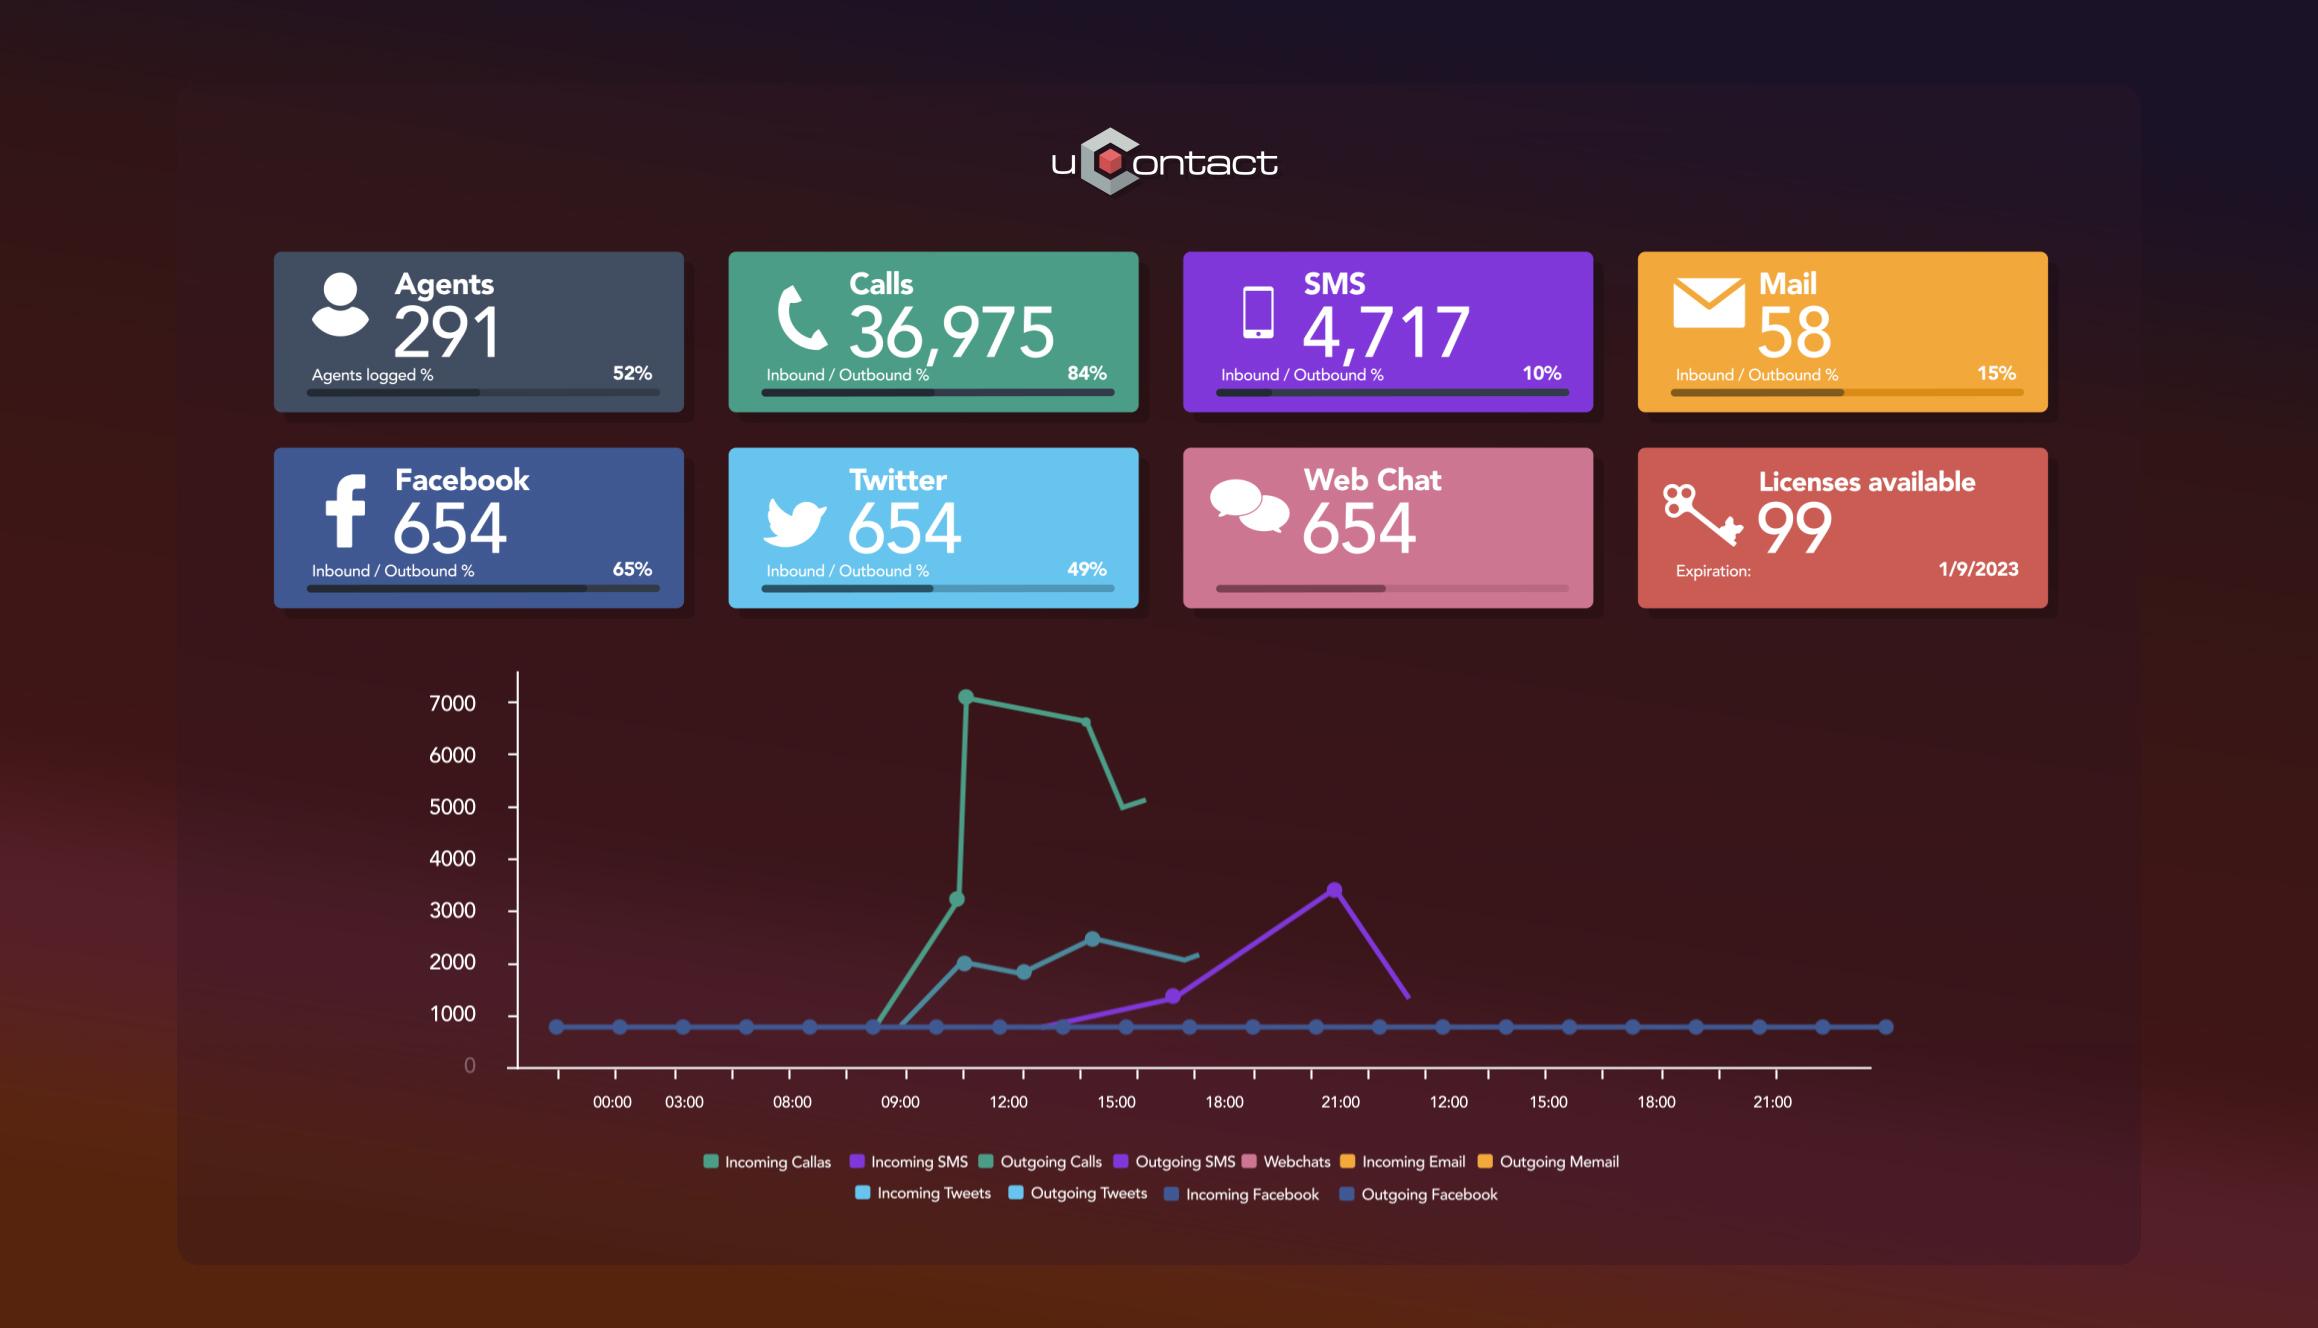 uContact
Agents
291
Agents logged %
52%
Calls
36,975
Inbound / Outbound %
84%
SMS
4,717
Inbound / Outbound %
10%
Mail
58
Inbound / Outbound %
15%
Facebook
654
Inbound / Outbound %
65%
Twitter
654
Inbound / Outbound %
49%
Web Chat
654
Licenses available
99
Expiration:
1/9/2023
7000
6000
5000
4000
3000
2000
1000
0
00:00 03:00 08:00 09:00 12:00 15:00 18:00 21:00 12:00 15:00 18:00 21:00
Incoming Callas Incoming SMS Outgoing Calls Outgoing SMS Webchats Incoming Email Outgoing Memail
Incoming Tweets Outgoing Tweets Incoming Facebook Outgoing Facebook